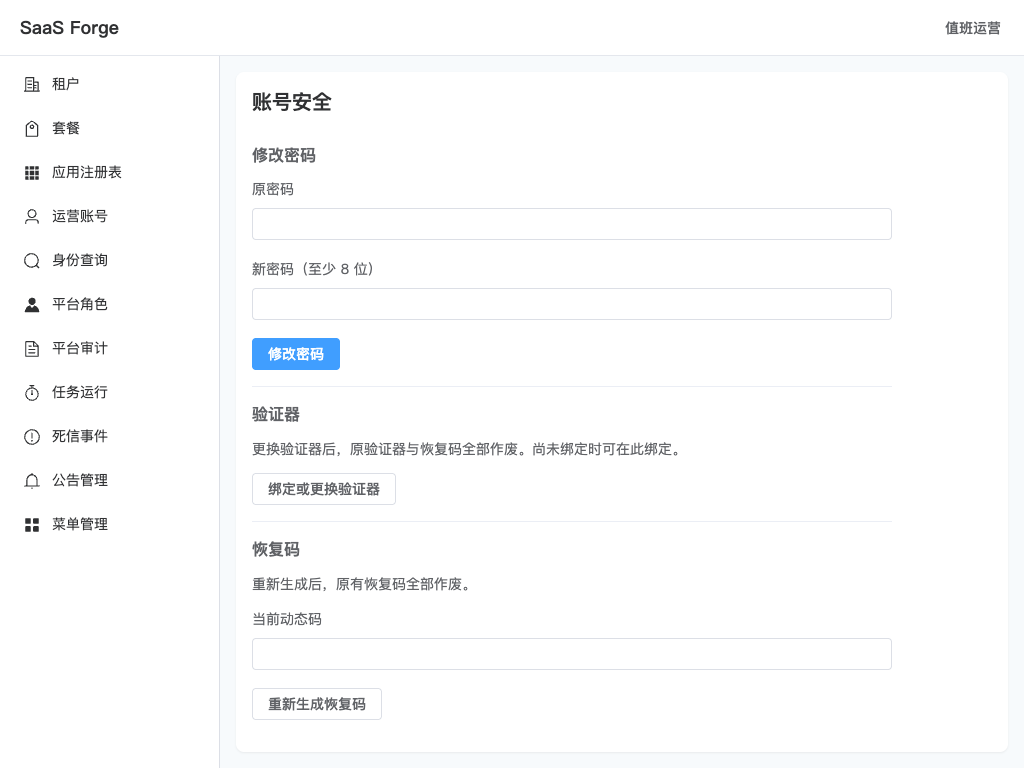 SaaS Forge
值班运营
租户
套餐
应用注册表
运营账号
身份查询
平台角色
平台审计
任务运行
死信事件
公告管理
菜单管理
账号安全
修改密码
原密码
新密码（至少 8 位）
修改密码
验证器
更换验证器后，原验证器与恢复码全部作废。尚未绑定时可在此绑定。
绑定或更换验证器
恢复码
重新生成后，原有恢复码全部作废。
当前动态码
重新生成恢复码